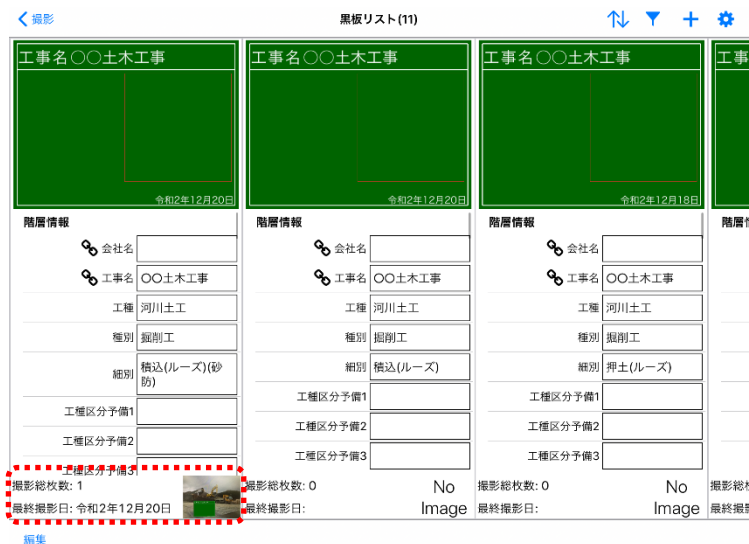 撮影
黒板リスト(11)
工事名○○土木工事
令和2年12月20日
階層情報
会社名
工事名 〇〇土木工事
工種 河川土工
種別 掘削工
細別 積込(ルーズ)(砂防)
工種区分予備1
工種区分予備2
工種区分予備3
撮影総枚数: 1
最終撮影日: 令和2年12月20日
工事名○○土木工事
令和2年12月20日
階層情報
会社名
工事名 〇〇土木工事
工種 河川土工
種別 掘削工
細別 積込(ルーズ)
工種区分予備1
工種区分予備2
工種区分予備3
撮影総枚数: 0
最終撮影日:
No
Image
工事名○○土木工事
令和2年12月18日
階層情報
会社名
工事名 〇〇土木工事
工種 河川土工
種別 掘削工
細別 押土(ルーズ)
工種区分予備1
工種区分予備2
工種区分予備3
撮影総枚数: 0
最終撮影日:
No
Image
工事
階層
撮影総
最終撮
編集